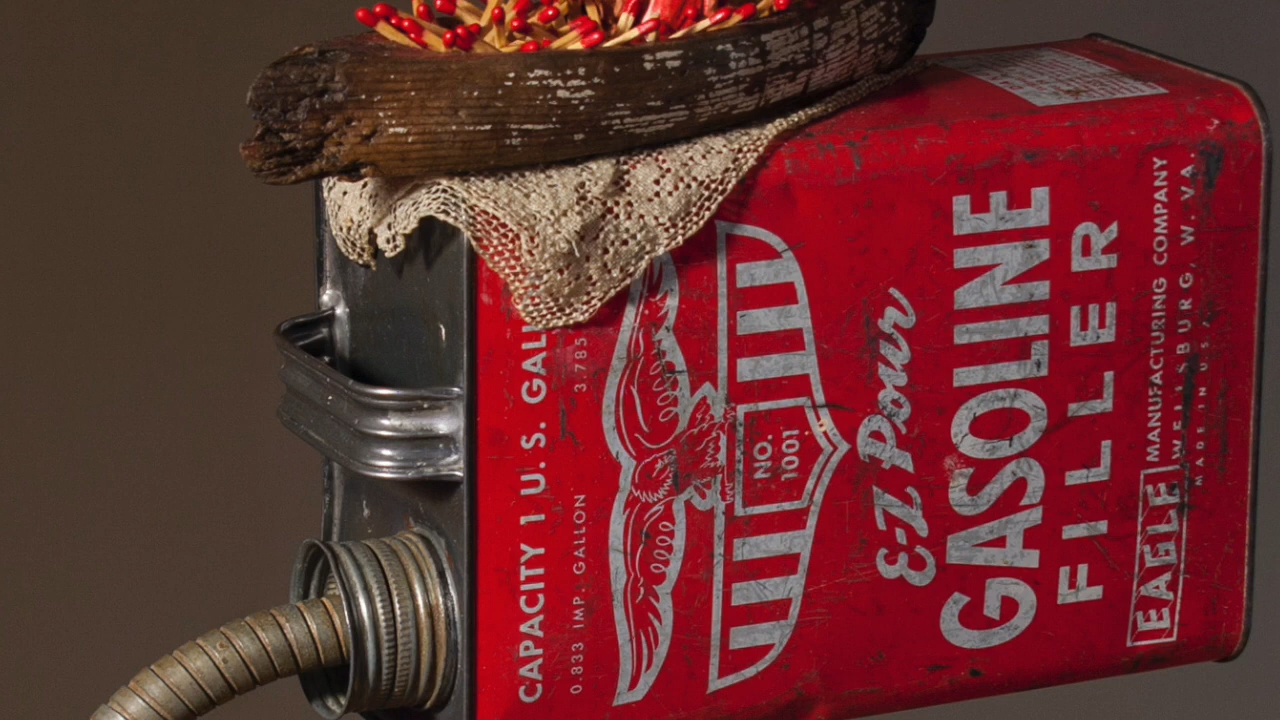 CAPACITY 1 U. S. GALL
0.833 IMP. GALLON 3.785
NO.
1001
E-Z Pour
GASOLINE
FILLER
EAGLE MANUFACTURING COMPANY
WELLSBURG, W. VA.
MADE IN U.S.A.